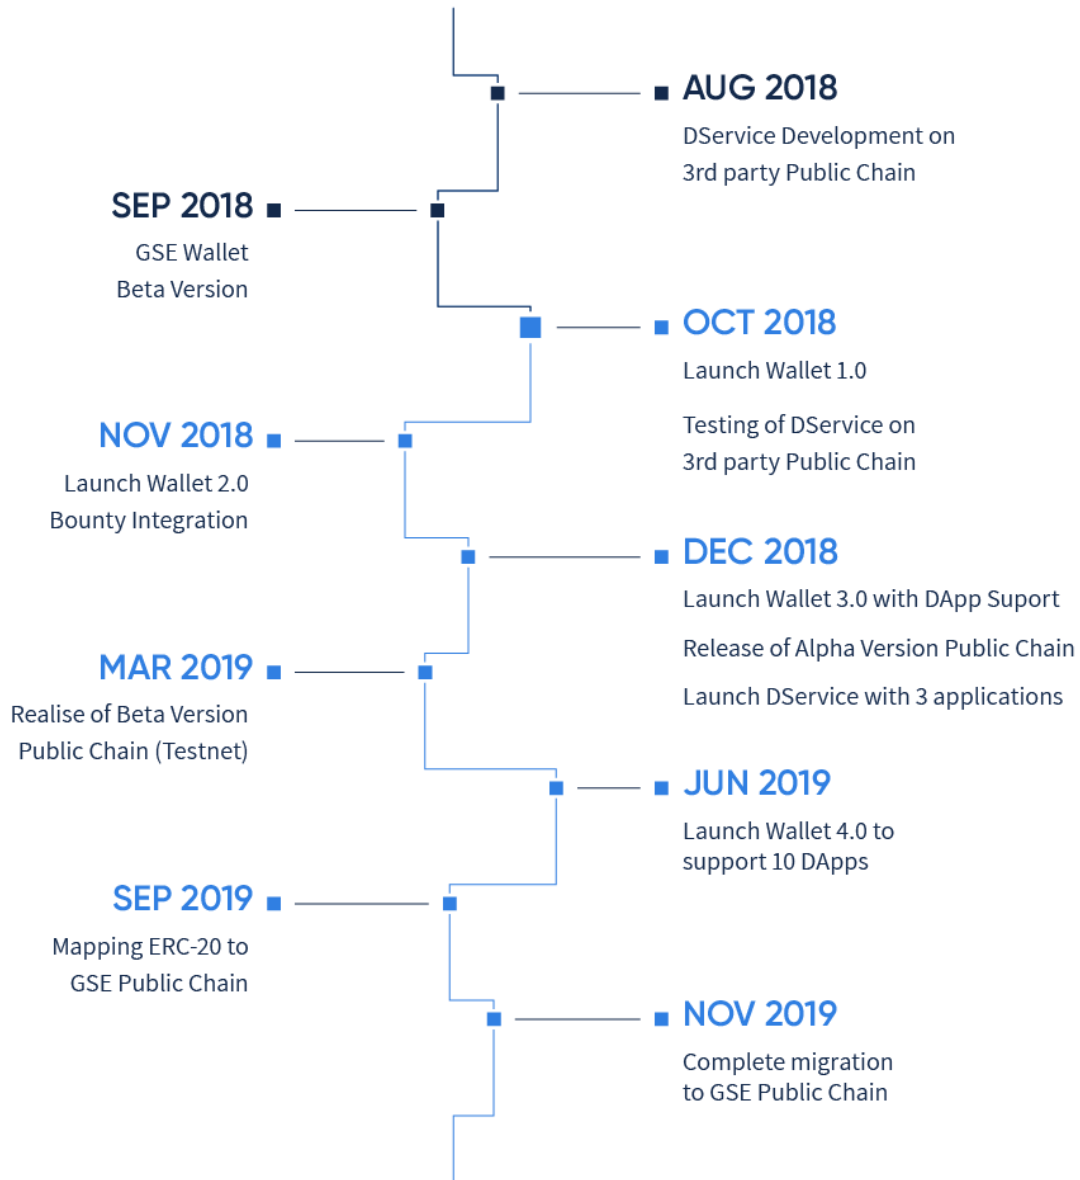 AUG 2018
DService Development on
3rd party Public Chain
SEP 2018
GSE Wallet
Beta Version
OCT 2018
Launch Wallet 1.0
Testing of DService on
3rd party Public Chain
NOV 2018
Launch Wallet 2.0
Bounty Integration
DEC 2018
Launch Wallet 3.0 with DApp Suport
Release of Alpha Version Public Chain
Launch DService with 3 applications
MAR 2019
Realise of Beta Version
Public Chain (Testnet)
JUN 2019
Launch Wallet 4.0 to
support 10 DApps
SEP 2019
Mapping ERC-20 to
GSE Public Chain
NOV 2019
Complete migration
to GSE Public Chain